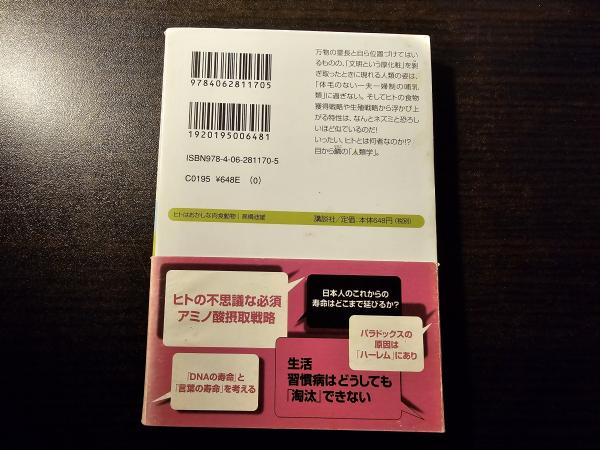 万物の霊長と自ら位置づけてはい
るものの、「文明という厚化粧」を剥
ぎ取ったときに現れる人類の姿は、
「体毛のない一夫一婦制の哺乳
類」に過ぎない。そしてヒトの食物
獲得戦略や生殖戦略から浮かび上
がる特性は、なんとネズミと恐ろし
いほど似ているのだ!
いったい、ヒトとは何者なのか!?
目から鱗の「人類学」。
9784062811705
1920195006481
ISBN978-4-06-281170-5
C0195 ¥648E (0)
ヒトはおかしな肉食動物 | 高橋迪雄
講談社/定価:本体648円(税別)
ヒトの不思議な必須
アミノ酸摂取戦略
日本人のこれからの
寿命はどこまで延びるか?
パラドックスの
原因は
「ハーレム」にあり
「DNAの寿命」と
「言葉の寿命」を考える
生活
習慣病はどうしても
「淘汰」できない